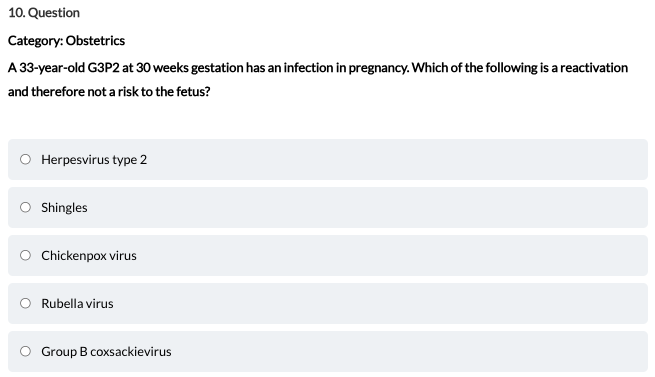 10. Question
Category: Obstetrics
A 33-year-old G3P2 at 30 weeks gestation has an infection in pregnancy. Which of the following is a reactivation
and therefore not a risk to the fetus?
Herpesvirus type 2
Shingles
Chickenpox virus
Rubella virus
Group B coxsackievirus